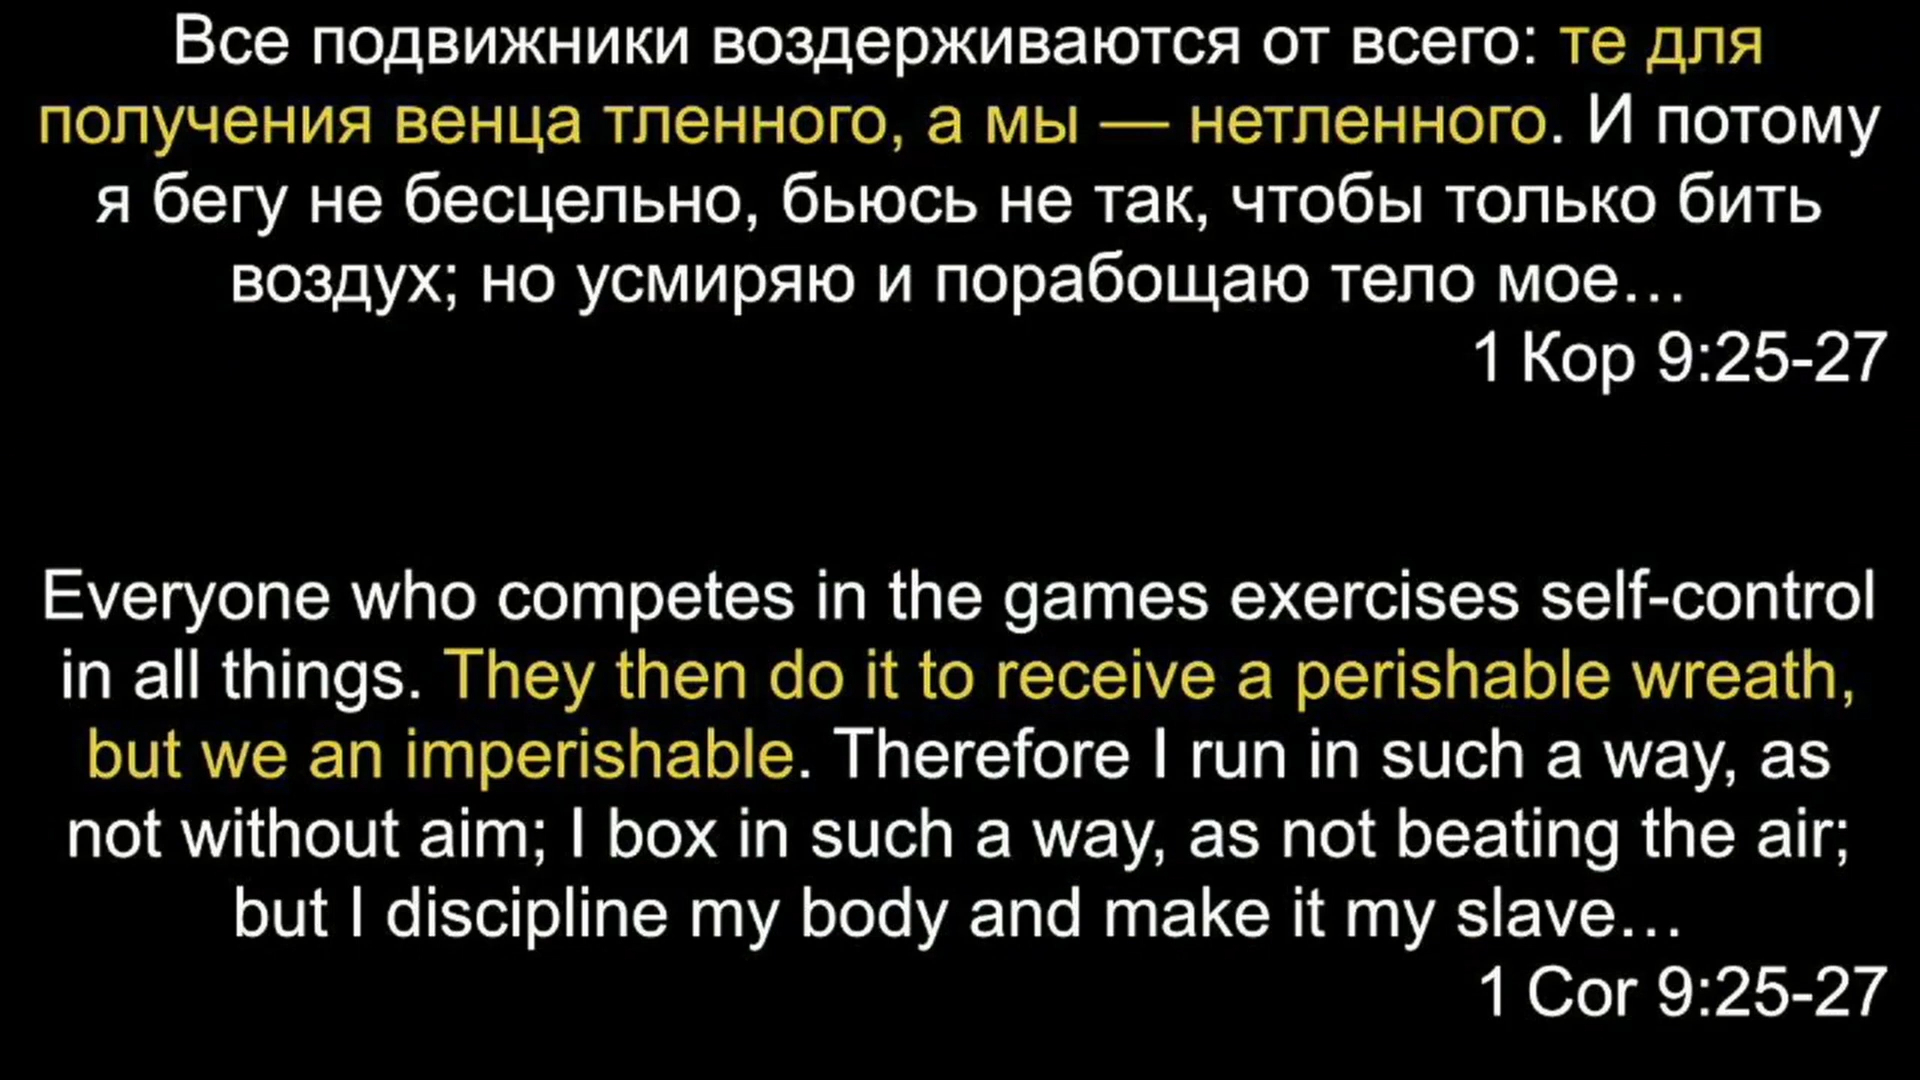 Все подвижники воздерживаются от всего: те для
получения венца тленного, а мы — нетленного. И потому
я бегу не бесцельно, бьюсь не так, чтобы только бить
воздух; но усмиряю и порабощаю тело мое…
1 Кор 9:25-27
Everyone who competes in the games exercises self-control
in all things. They then do it to receive a perishable wreath,
but we an imperishable. Therefore I run in such a way, as
not without aim; I box in such a way, as not beating the air;
but I discipline my body and make it my slave…
1 Cor 9:25-27